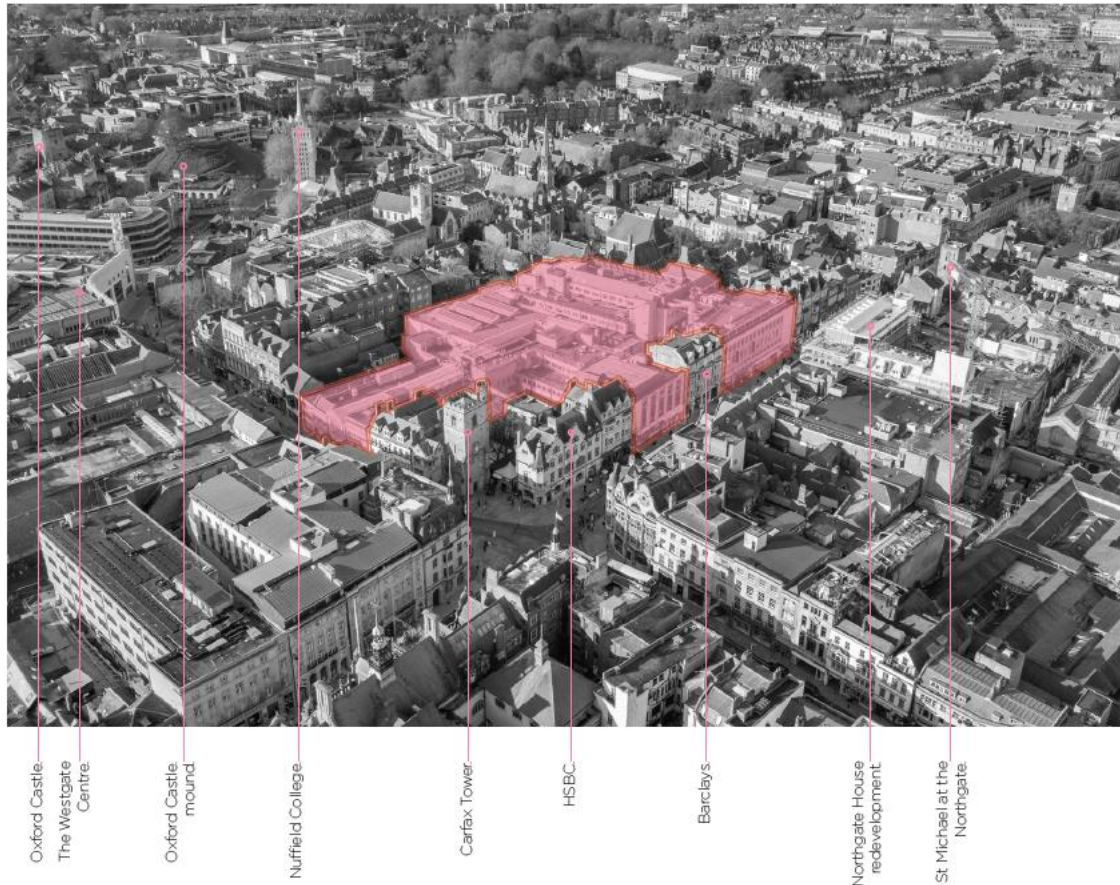 Oxford Castle.
The Westgate
Centre.
Oxford Castle
mound.
Nuffield College.
Carfax Tower.
HSBC.
Barclays.
Northgate House
redevelopment.
St Michael at the
Northgate.